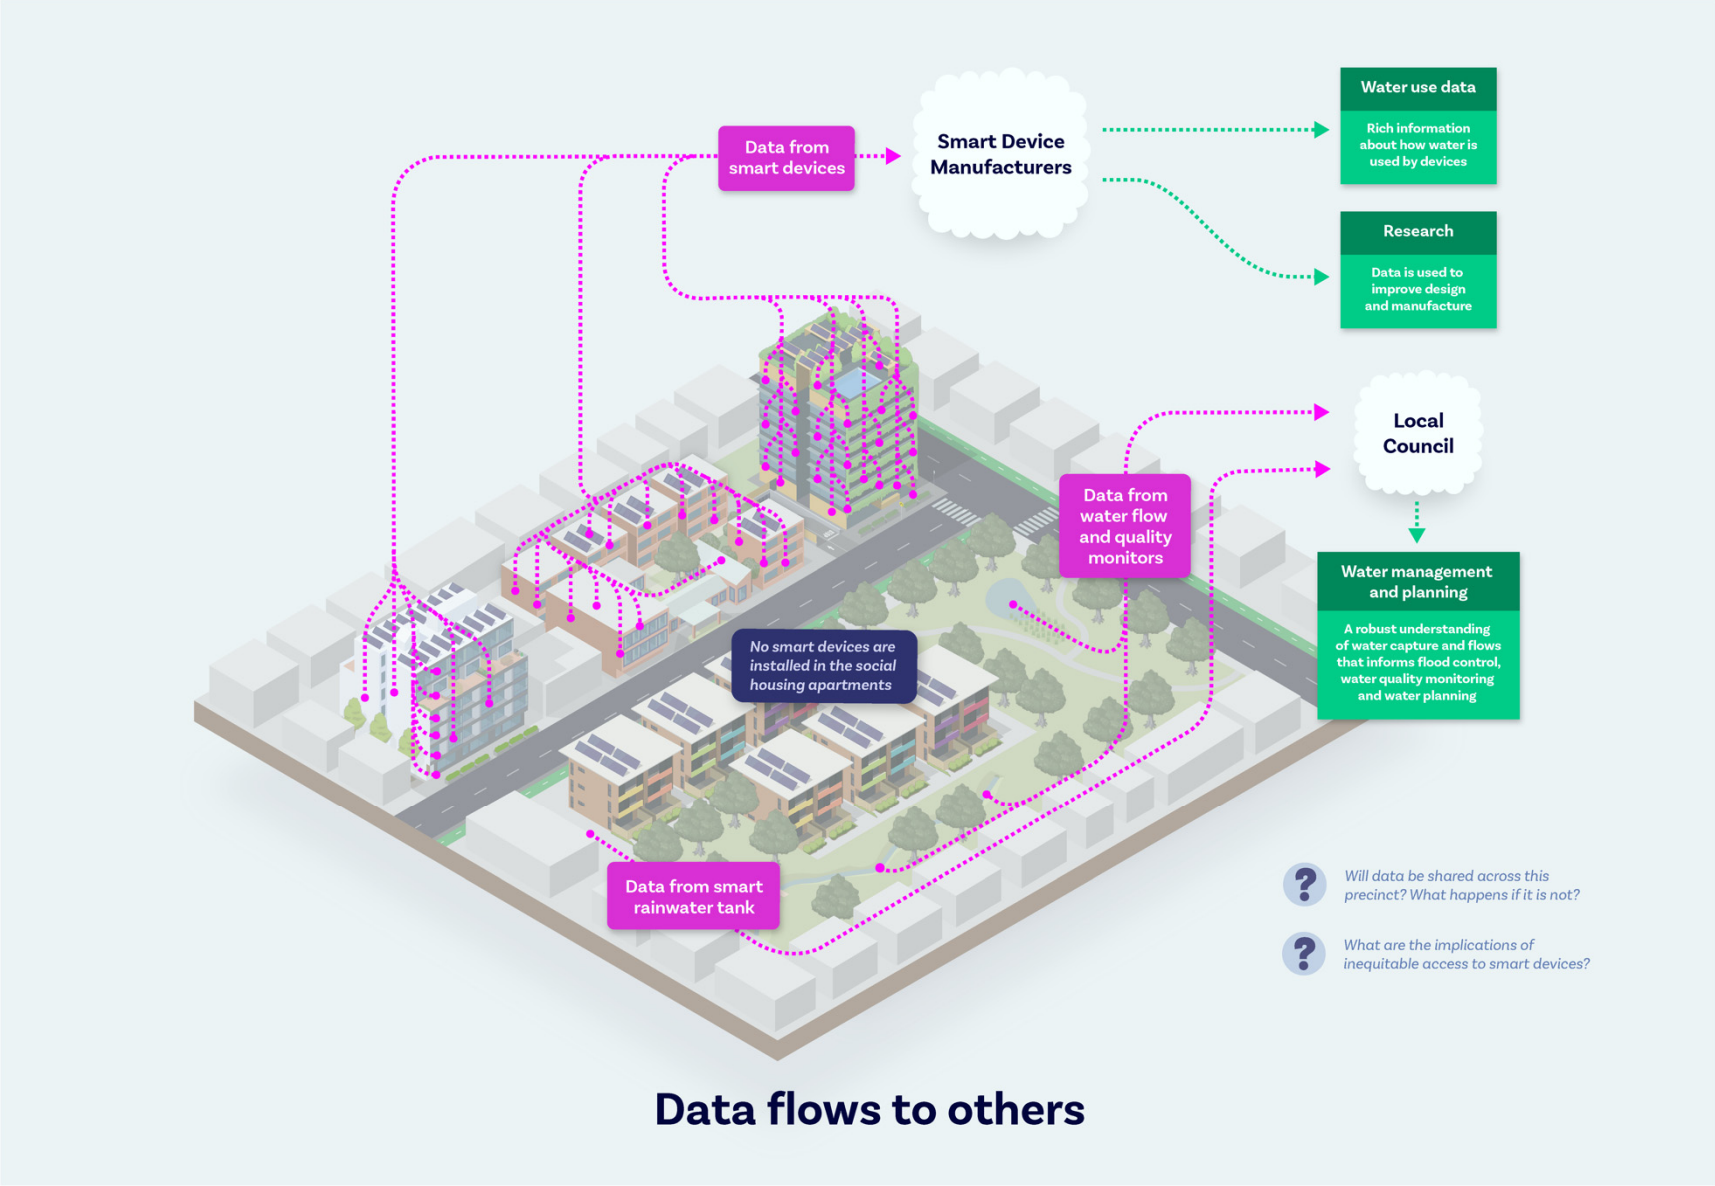 Data from
smart devices
Smart Device
Manufacturers
Water use data
Rich information
about how water is
used by devices
Research
Data is used to
improve design
and manufacture
Local
Council
Data from
water flow
and quality
monitors
Water management
and planning
A robust understanding
of water capture and flows
that informs flood control,
water quality monitoring
and water planning
No smart devices are
installed in the social
housing apartments
Data from smart
rainwater tank
?
Will data be shared across this
precinct? What happens if it is not?
?
What are the implications of
inequitable access to smart devices?
Data flows to others